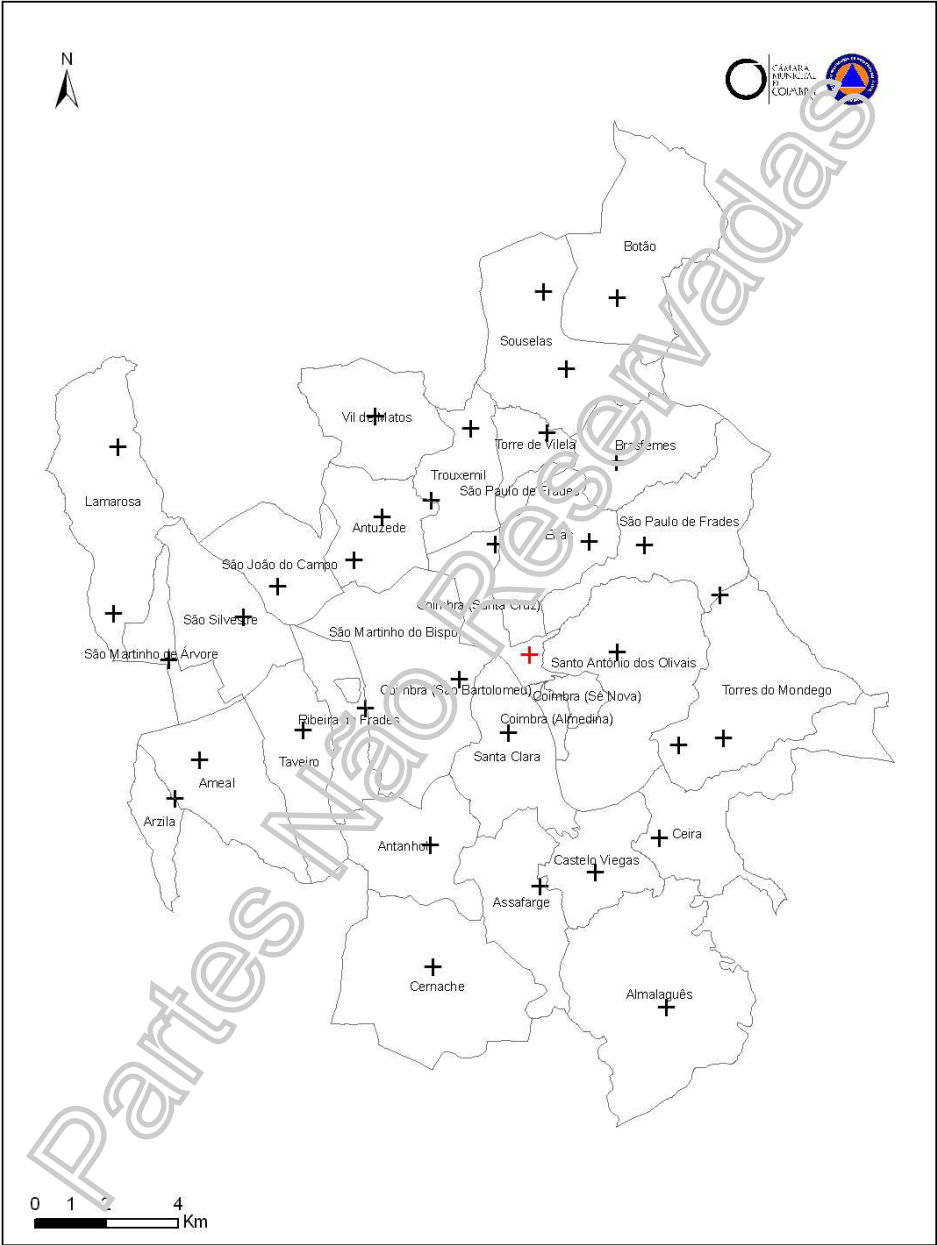 N
CÂMARA
MUNICIPAL
DE
COIMBRA
Botão
Souselas
Vil de Matos
Torre de Vilela
Brasfemes
Trouxemil
São Paulo de Frades
Lamarosa
Antuzede
Eiras
São Paulo de Frades
São João do Campo
Coimbra (Santa Cruz)
São Silvestre
São Martinho do Bispo
São Martinho de Árvore
Santo António dos Olivais
Coimbra (São Bartolomeu)
Coimbra (Sé Nova)
Torres do Mondego
Ribeira de Frades
Coimbra (Almedina)
Taveiro
Santa Clara
Ameal
Arzila
Antanhol
Ceira
Castelo Viegas
Assafarge
Cernache
Almalaguês
Partes Não Reservadas
0 1 2 4
Km